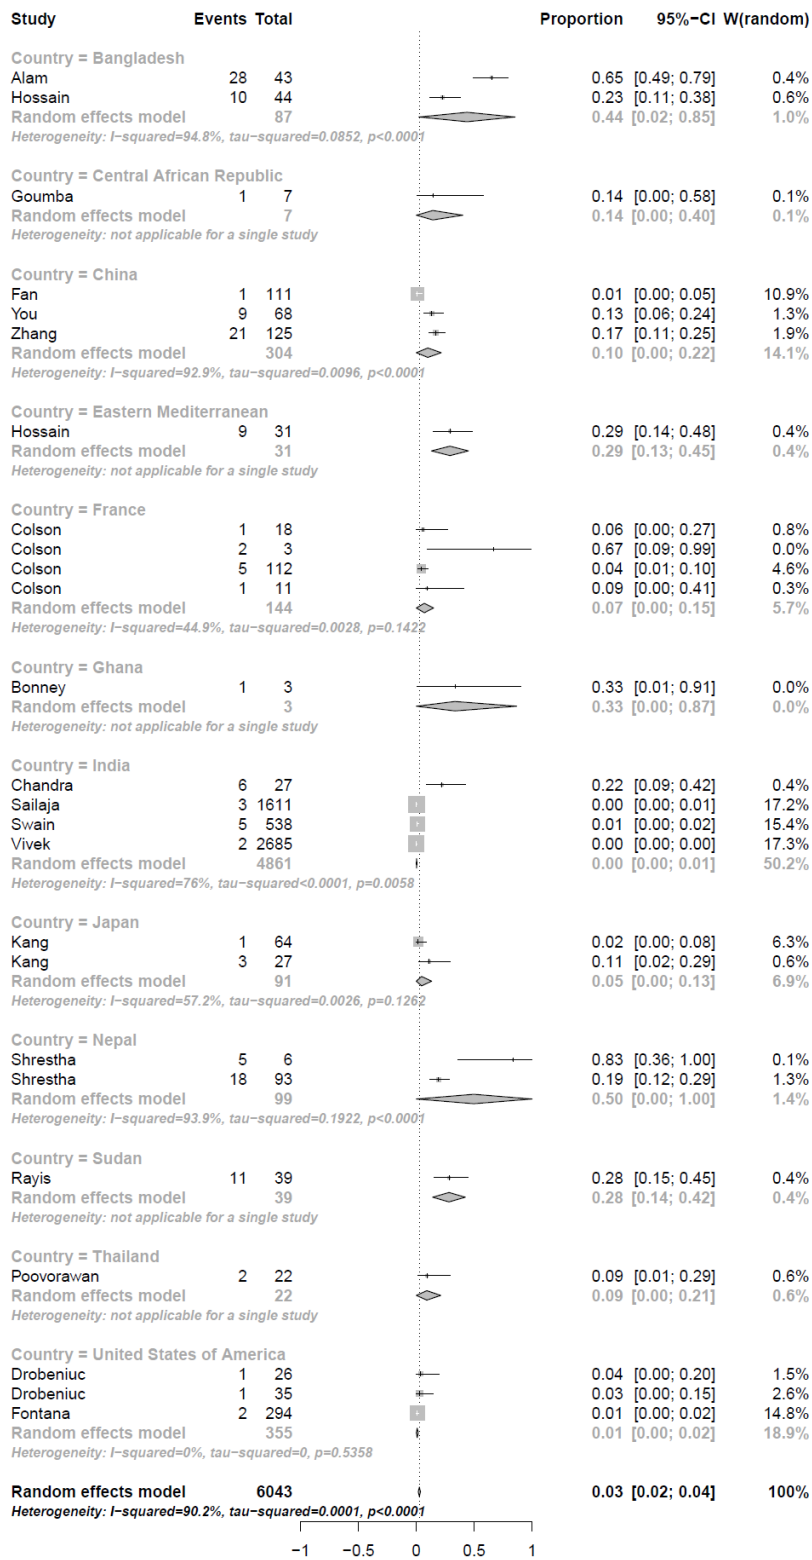 Study Events Total Proportion 95%−CI W(random)
Country = Bangladesh
Alam 28 43 0.65 [0.49; 0.79] 0.4%
Hossain 10 44 0.23 [0.11; 0.38] 0.6%
Random effects model 87 0.44 [0.02; 0.85] 1.0%
Heterogeneity: I−squared=94.8%, tau−squared=0.0852, p<0.0001
Country = Central African Republic
Goumba 1 7 0.14 [0.00; 0.58] 0.1%
Random effects model 7 0.14 [0.00; 0.40] 0.1%
Heterogeneity: not applicable for a single study
Country = China
Fan 1 111 0.01 [0.00; 0.05] 10.9%
You 9 68 0.13 [0.06; 0.24] 1.3%
Zhang 21 125 0.17 [0.11; 0.25] 1.9%
Random effects model 304 0.10 [0.00; 0.22] 14.1%
Heterogeneity: I−squared=92.9%, tau−squared=0.0096, p<0.0001
Country = Eastern Mediterranean
Hossain 9 31 0.29 [0.14; 0.48] 0.4%
Random effects model 31 0.29 [0.13; 0.45] 0.4%
Heterogeneity: not applicable for a single study
Country = France
Colson 1 18 0.06 [0.00; 0.27] 0.8%
Colson 2 3 0.67 [0.09; 0.99] 0.0%
Colson 5 112 0.04 [0.01; 0.10] 4.6%
Colson 1 11 0.09 [0.00; 0.41] 0.3%
Random effects model 144 0.07 [0.00; 0.15] 5.7%
Heterogeneity: I−squared=44.9%, tau−squared=0.0028, p=0.1422
Country = Ghana
Bonney 1 3 0.33 [0.01; 0.91] 0.0%
Random effects model 3 0.33 [0.00; 0.87] 0.0%
Heterogeneity: not applicable for a single study
Country = India
Chandra 6 27 0.22 [0.09; 0.42] 0.4%
Sailaja 3 1611 0.00 [0.00; 0.01] 17.2%
Swain 5 538 0.01 [0.00; 0.02] 15.4%
Vivek 2 2685 0.00 [0.00; 0.00] 17.3%
Random effects model 4861 0.00 [0.00; 0.01] 50.2%
Heterogeneity: I−squared=76%, tau−squared<0.0001, p=0.0058
Country = Japan
Kang 1 64 0.02 [0.00; 0.08] 6.3%
Kang 3 27 0.11 [0.02; 0.29] 0.6%
Random effects model 91 0.05 [0.00; 0.13] 6.9%
Heterogeneity: I−squared=57.2%, tau−squared=0.0026, p=0.1262
Country = Nepal
Shrestha 5 6 0.83 [0.36; 1.00] 0.1%
Shrestha 18 93 0.19 [0.12; 0.29] 1.3%
Random effects model 99 0.50 [0.00; 1.00] 1.4%
Heterogeneity: I−squared=93.9%, tau−squared=0.1922, p<0.0001
Country = Sudan
Rayis 11 39 0.28 [0.15; 0.45] 0.4%
Random effects model 39 0.28 [0.14; 0.42] 0.4%
Heterogeneity: not applicable for a single study
Country = Thailand
Poovorawan 2 22 0.09 [0.01; 0.29] 0.6%
Random effects model 22 0.09 [0.00; 0.21] 0.6%
Heterogeneity: not applicable for a single study
Country = United States of America
Drobeniuc 1 26 0.04 [0.00; 0.20] 1.5%
Drobeniuc 1 35 0.03 [0.00; 0.15] 2.6%
Fontana 2 294 0.01 [0.00; 0.02] 14.8%
Random effects model 355 0.01 [0.00; 0.02] 18.9%
Heterogeneity: I−squared=0%, tau−squared=0, p=0.5358
Random effects model 6043 0.03 [0.02; 0.04] 100%
Heterogeneity: I−squared=90.2%, tau−squared=0.0001, p<0.0001
−1 −0.5 0 0.5 1